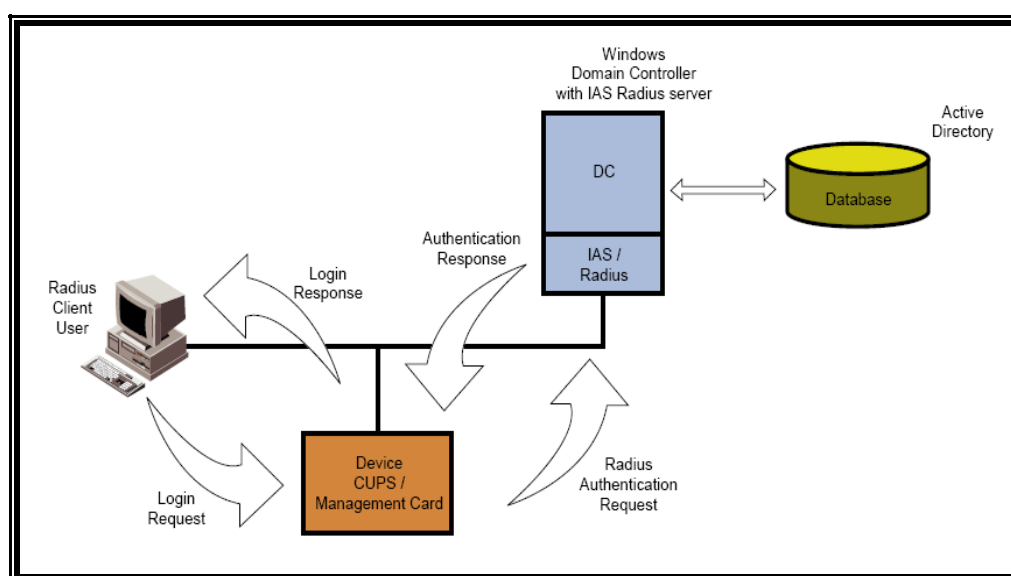 Windows
Domain Controller
with IAS Radius server
Active
Directory
DC
Database
Authentication
Response
IAS /
Radius
Login
Response
Radius
Client
User
Device
CUPS /
Management Card
Radius
Authentication
Request
Login
Request